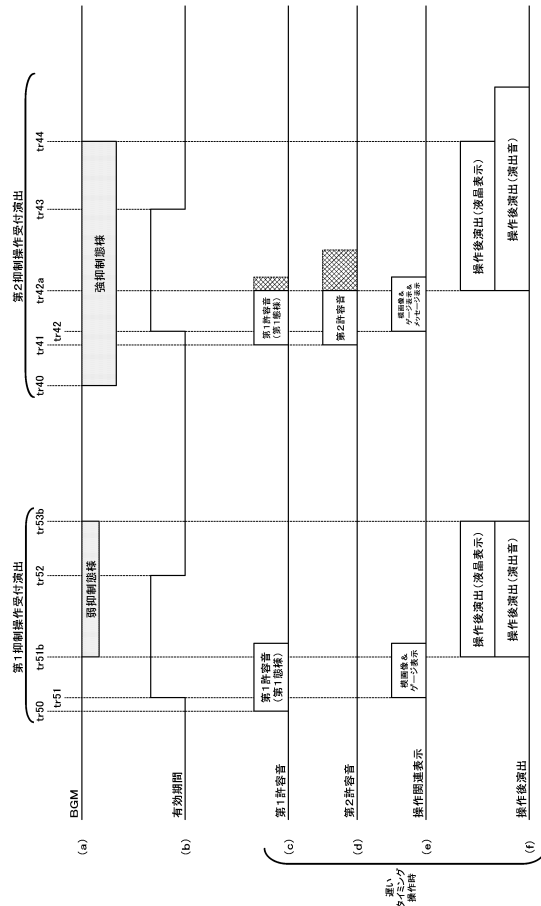 第1抑制操作受付演出
tr50
tr51
tr51b
tr52
tr53b
第2抑制操作受付演出
tr40
tr41
tr42
tr42a
tr43
tr44
(a)
BGM
弱抑制態様
強抑制態様
(b)
有効期間
遅い
タイミング
操作時
(c)
第1許容音
第1許容音
(第1態様)
第1許容音
(第1態様)
(d)
第2許容音
第2許容音
(e)
操作関連表示
模画像&
ゲージ表示
模画像&
ゲージ表示&
メッセージ表示
(f)
操作後演出
操作後演出(液晶表示)
操作後演出(演出音)
操作後演出(液晶表示)
操作後演出(演出音)